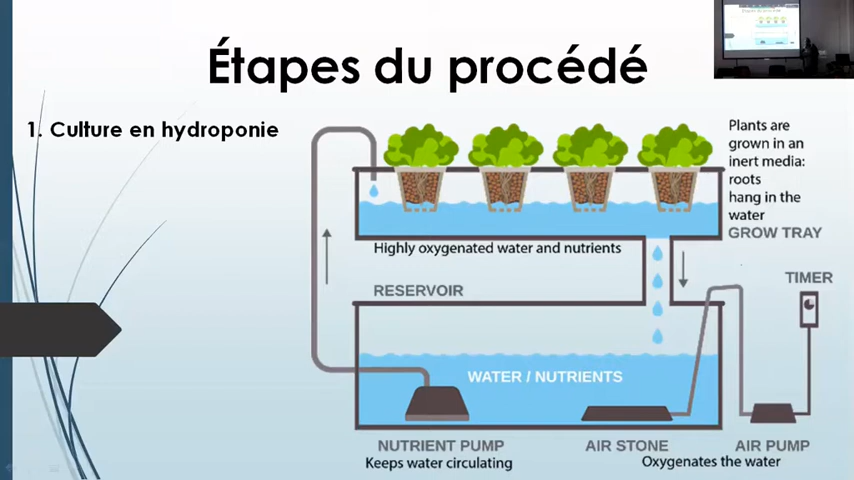 Étapes du procédé
1. Culture en hydroponie
Plants are
grown in an
inert media:
roots
hang in the
water
GROW TRAY
Highly oxygenated water and nutrients
RESERVOIR
TIMER
WATER / NUTRIENTS
NUTRIENT PUMP
AIR STONE
AIR PUMP
Keeps water circulating
Oxygenates the water